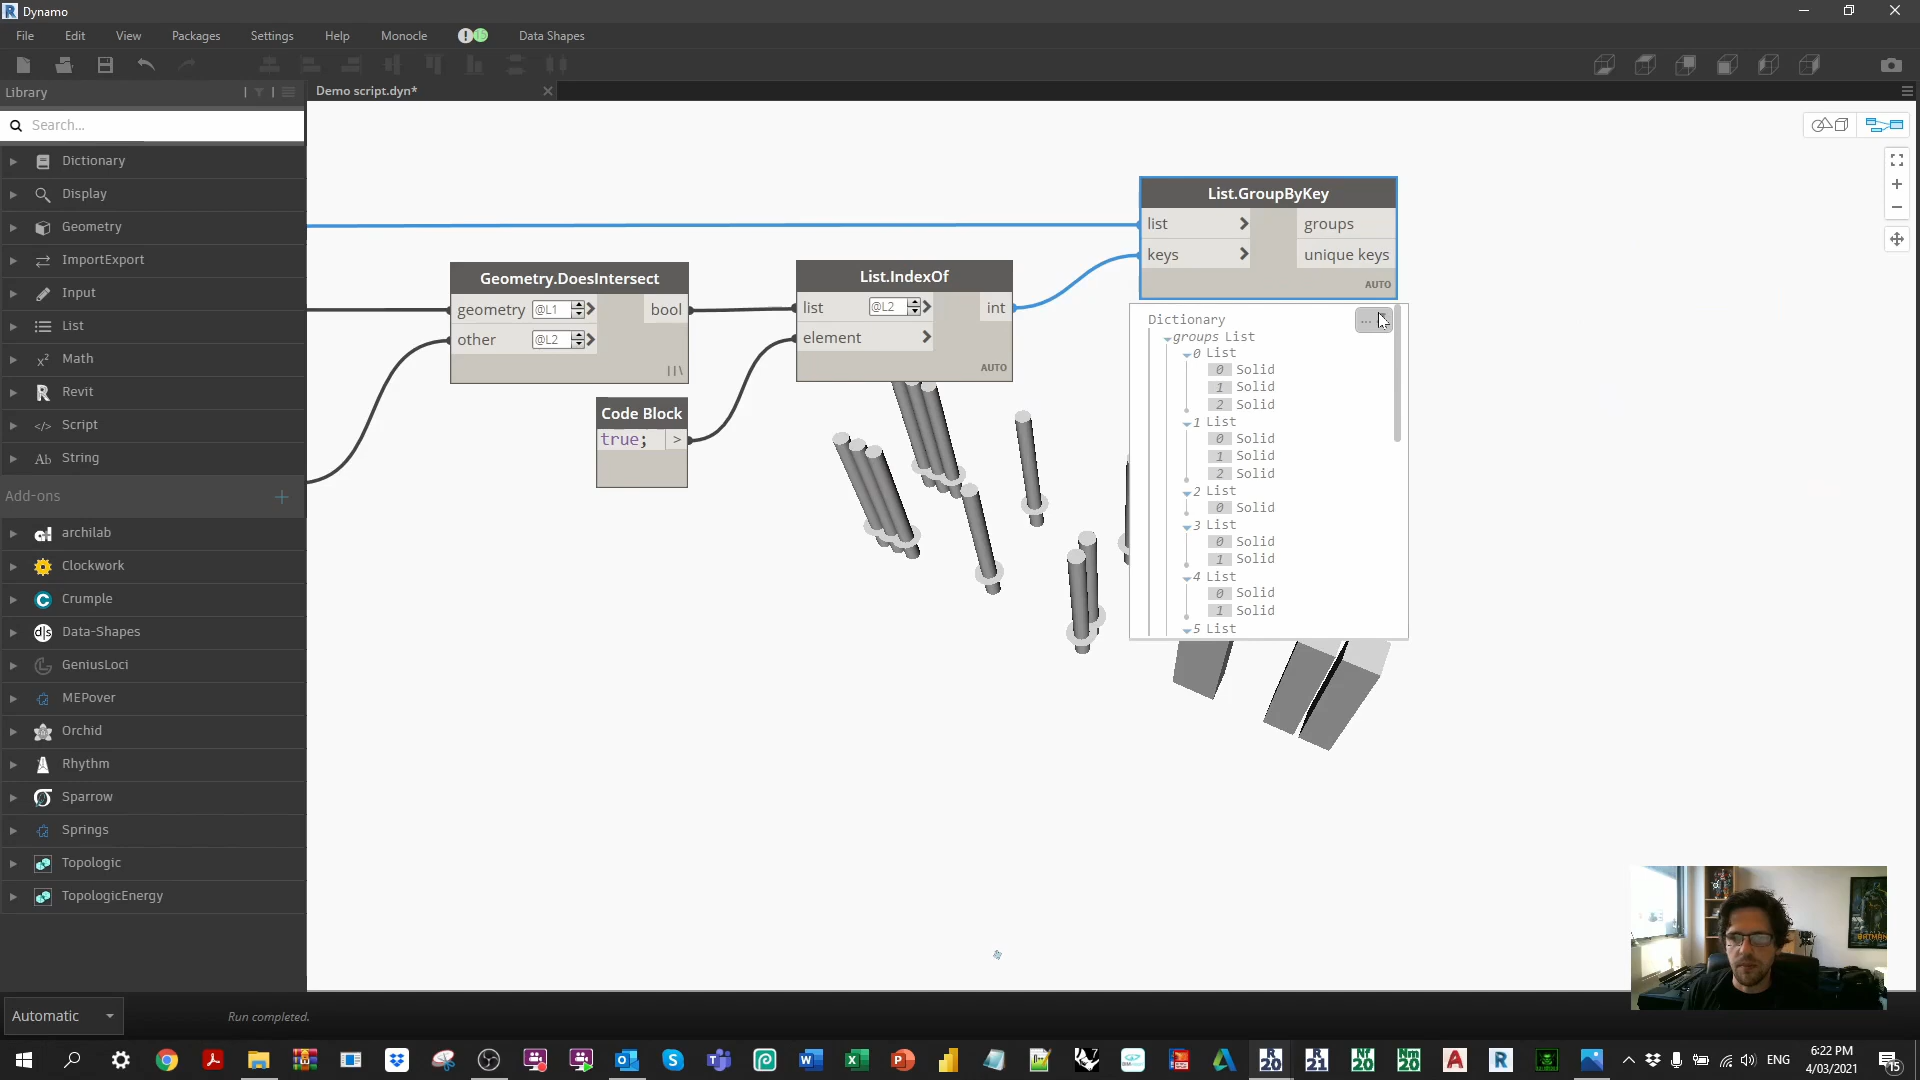 Dynamo
File Edit View Packages Settings Help Monocle Data Shapes
Library
Demo script.dyn*
Search...
Dictionary
Display
Geometry
ImportExport
Input
List
Math
Revit
Script
String
Add-ons
archilab
Clockwork
Crumple
Data-Shapes
GeniusLoci
MEPover
Orchid
Rhythm
Sparrow
Springs
Topologic
TopologicEnergy
Geometry.DoesIntersect
geometry @L1 bool
other @L2
Code Block
true; >
List.IndexOf
list @L2 int
element
AUTO
List.GroupByKey
list groups
keys unique keys
AUTO
Dictionary ...
groups List
0 List
0 Solid
1 Solid
2 Solid
1 List
0 Solid
1 Solid
2 Solid
2 List
0 Solid
3 List
0 Solid
1 Solid
4 List
0 Solid
1 Solid
5 List
Automatic Run completed.
ENG
6:22 PM
4/03/2021
15